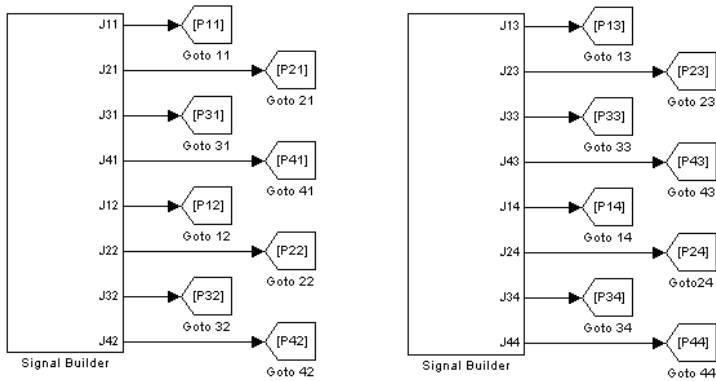 J11 [P11]
Goto 11
J21 [P21]
Goto 21
J31 [P31]
Goto 31
J41 [P41]
Goto 41
J12 [P12]
Goto 12
J22 [P22]
Goto 22
J32 [P32]
Goto 32
J42 [P42]
Goto 42
Signal Builder
J13 [P13]
Goto 13
J23 [P23]
Goto 23
J33 [P33]
Goto 33
J43 [P43]
Goto 43
J14 [P14]
Goto 14
J24 [P24]
Goto24
J34 [P34]
Goto 34
J44 [P44]
Goto 44
Signal Builder